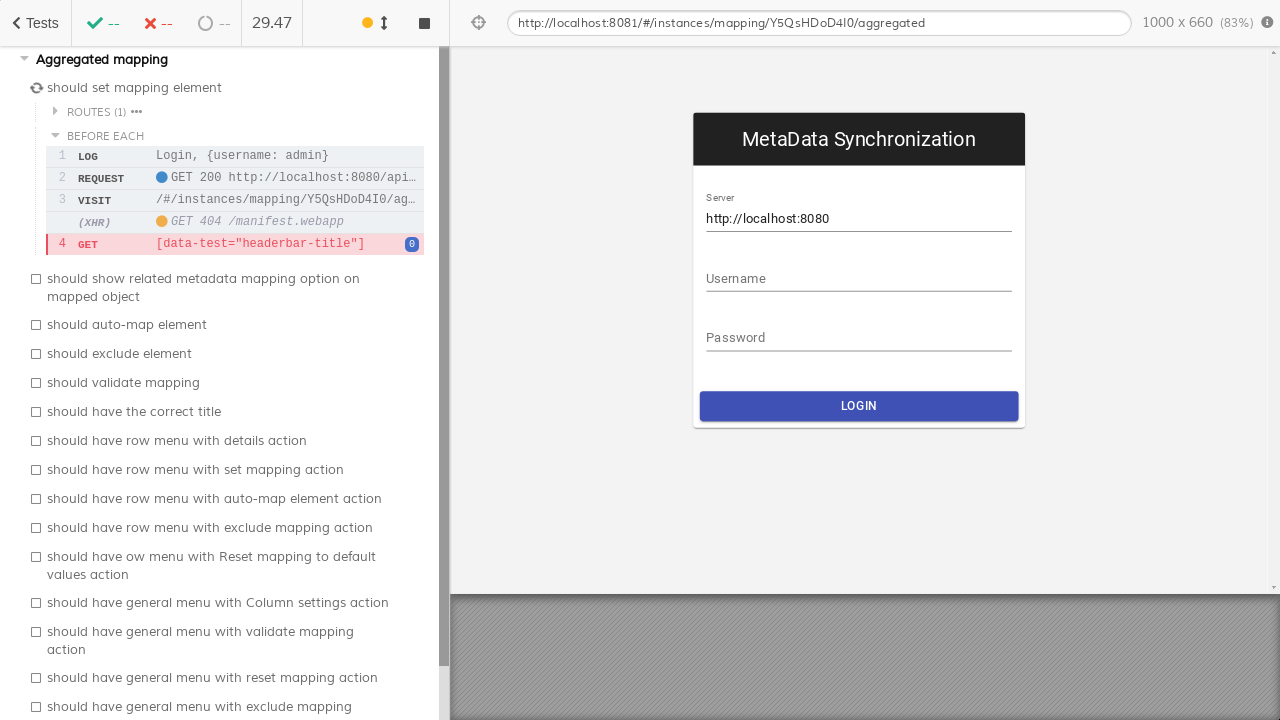 Tests -- -- -- 29.47
http://localhost:8081/#/instances/mapping/Y5QsHDoD4I0/aggregated 1000 x 660 (83%)
Aggregated mapping
should set mapping element
ROUTES (1)
BEFORE EACH
1 LOG Login, {username: admin}
2 REQUEST GET 200 http://localhost:8080/api…
3 VISIT /#/instances/mapping/Y5QsHDoD4I0/ag…
(XHR) GET 404 /manifest.webapp
4 GET [data-test="headerbar-title"] 0
should show related metadata mapping option on
mapped object
should auto-map element
should exclude element
should validate mapping
should have the correct title
should have row menu with details action
should have row menu with set mapping action
should have row menu with auto-map element action
should have row menu with exclude mapping action
should have ow menu with Reset mapping to default
values action
should have general menu with Column settings action
should have general menu with validate mapping
action
should have general menu with reset mapping action
should have general menu with exclude mapping
MetaData Synchronization
Server
http://localhost:8080
Username
Password
LOGIN